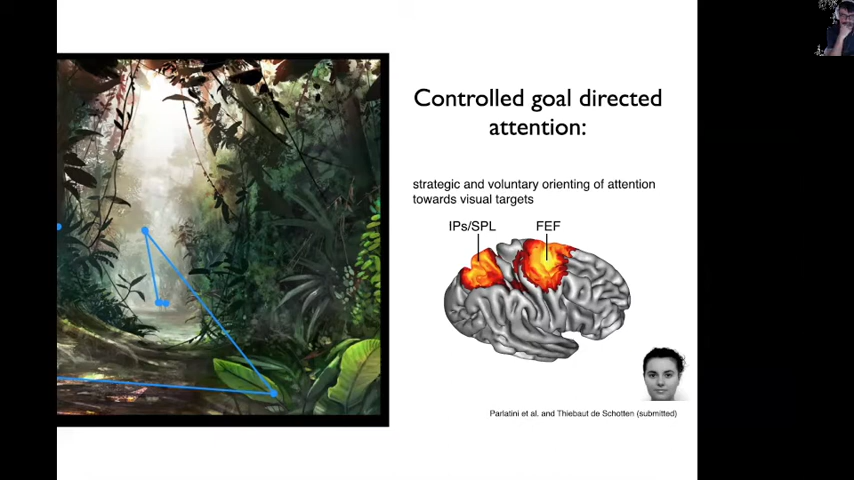 Controlled goal directed
attention:
strategic and voluntary orienting of attention
towards visual targets
IPs/SPL
FEF
Parlatini et al. and Thiebaut de Schotten (submitted)